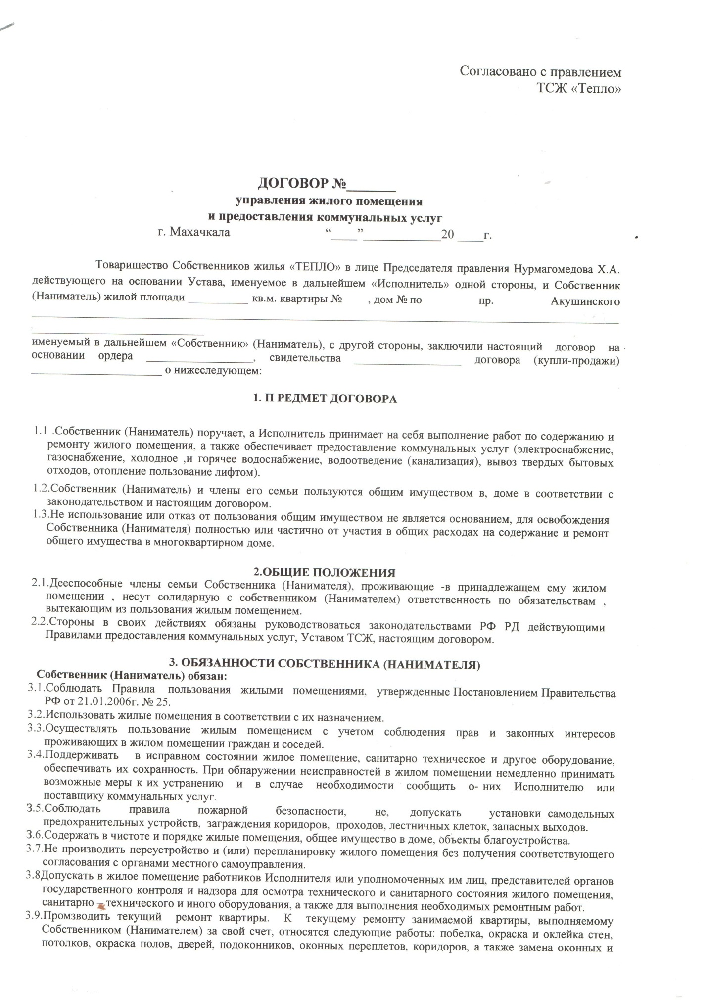 Согласовано с правлением
ТСЖ «Тепло»
ДОГОВОР №_______
управления жилого помещения
и предоставления коммунальных услуг
г. Махачкала “____”____________20 ____г.
Товарищество Собственников жилья «ТЕПЛО» в лице Председателя правления Нурмагомедова Х.А.
действующего на основании Устава, именуемое в дальнейшем «Исполнитель» одной стороны, и Собственник
(Наниматель) жилой площади __________ кв.м. квартиры № , дом № по пр. Акушинского
_______________________________________________________________________________
_____________________________
именуемый в дальнейшем «Собственник» (Наниматель), с другой стороны, заключили настоящий договор на
основании ордера __________________, свидетельства __________________ договора (купли-продажи)
______________________ о нижеследующем:
1. П РЕДМЕТ ДОГОВОРА
1.1 .Собственник (Наниматель) поручает, а Исполнитель принимает на себя выполнение работ по содержанию и
ремонту жилого помещения, а также обеспечивает предоставление коммунальных услуг (электроснабжение,
газоснабжение, холодное ,и горячее водоснабжение, водоотведение (канализация), вывоз твердых бытовых
отходов, отопление пользование лифтом).
1.2.Собственник (Наниматель) и члены его семьи пользуются общим имуществом в, доме в соответствии с
законодательством и настоящим договором.
1.3.Не использование или отказ от пользования общим имуществом не является основанием, для освобождения
Собственника (Нанимателя) полностью или частично от участия в общих расходах на содержание и ремонт
общего имущества в многоквартирном доме.
2.ОБЩИЕ ПОЛОЖЕНИЯ
2.1.Дееспособные члены семьи Собственника (Нанимателя), проживающие -в принадлежащем ему жилом
помещении , несут солидарную с собственником (Нанимателем) ответственность по обязательствам ,
вытекающим из пользования жилым помещением.
2.2.Стороны в своих действиях обязаны руководствоваться законодательствами РФ РД действующими
Правилами предоставления коммунальных услуг, Уставом ТСЖ, настоящим договором.
3. ОБЯЗАННОСТИ СОБСТВЕННИКА (НАНИМАТЕЛЯ)
Собственник (Наниматель) обязан:
3.1.Соблюдать Правила пользования жилыми помещениями, утвержденные Постановлением Правительства
РФ от 21.01.2006г. № 25.
3.2.Использовать жилые помещения в соответствии с их назначением.
3.3.Осуществлять пользование жилым помещением с учетом соблюдения прав и законных интересов
проживающих в жилом помещении граждан и соседей.
3.4.Поддерживать в исправном состоянии жилое помещение, санитарно техническое и другое оборудование,
обеспечивать их сохранность. При обнаружении неисправностей в жилом помещении немедленно принимать
возможные меры к их устранению и в случае необходимости сообщить о- них Исполнителю или
поставщику коммунальных услуг.
3.5.Соблюдать правила пожарной безопасности, не, допускать установки самодельных
предохранительных устройств, заграждения коридоров, проходов, лестничных клеток, запасных выходов.
3.6.Содержать в чистоте и порядке жилые помещения, общее имущество в доме, объекты благоустройства.
3.7.Не производить переустройство и (или) перепланировку жилого помещения без получения соответствующего
согласования с органами местного самоуправления.
3.8Допускать в жилое помещение работников Исполнителя или уполномоченных им лиц, представителей органов
государственного контроля и надзора для осмотра технического и санитарного состояния жилого помещения,
санитарно – технического и иного оборудования, а также для выполнения необходимых ремонтным работ.
3.9.Промзводить текущий ремонт квартиры. К текущему ремонту занимаемой квартиры, выполняемому
Собственником (Нанимателем) за свой счет, относятся следующие работы: побелка, окраска и оклейка стен,
потолков, окраска полов, дверей, подоконников, оконных переплетов, коридоров, а также замена оконных и